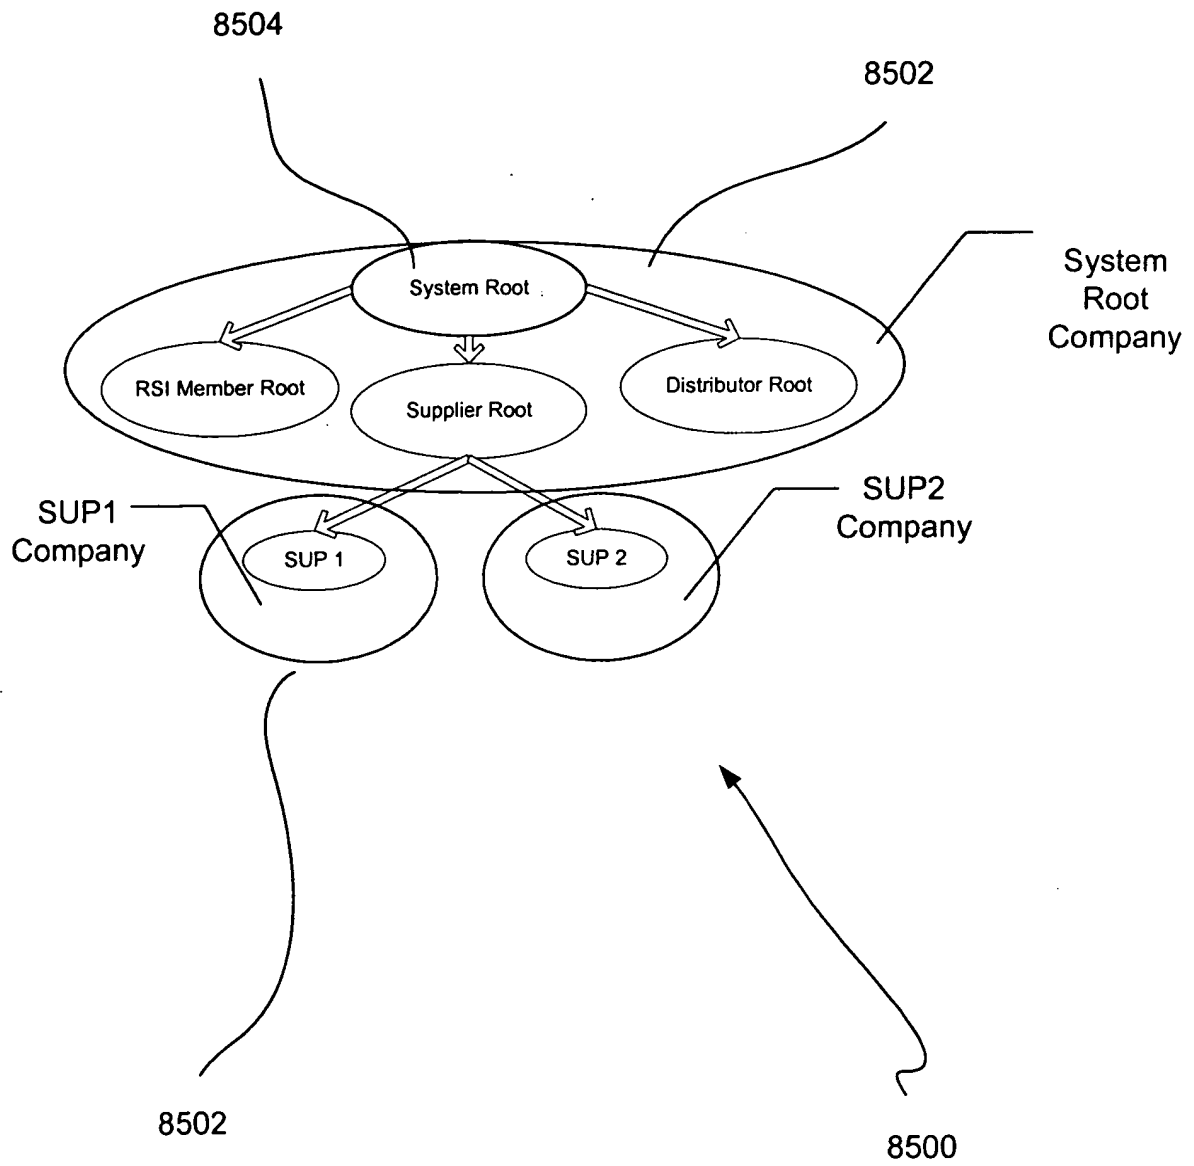 8504
8502
System Root
System
Root
Company
RSI Member Root
Supplier Root
Distributor Root
SUP1
Company
SUP2
Company
SUP 1
SUP 2
8502
8500